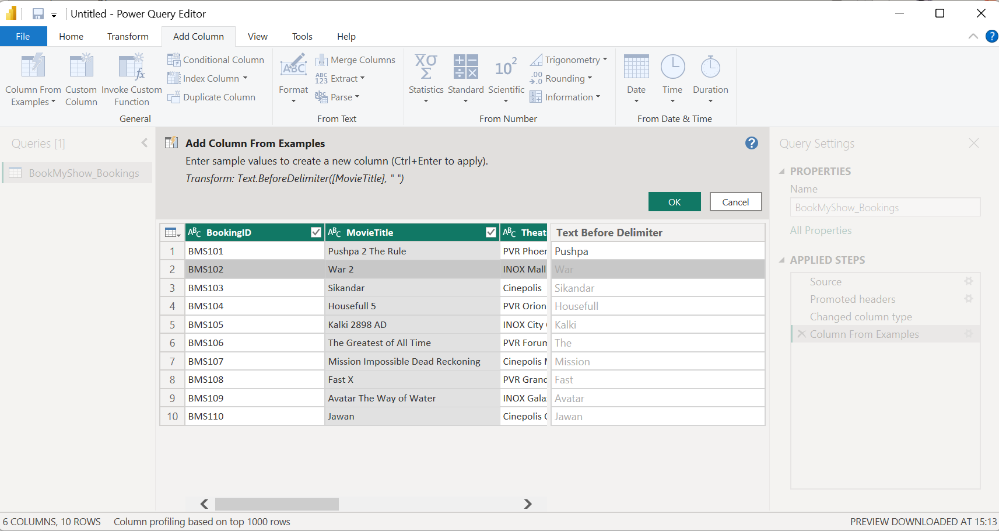 Untitled - Power Query Editor
File Home Transform Add Column View Tools Help
Column From Examples
Custom Column
Invoke Custom Function
Conditional Column
Index Column
Duplicate Column
General
Format
Merge Columns
Extract
Parse
From Text
Statistics
Standard
Scientific
Trigonometry
Rounding
Information
From Number
Date
Time
Duration
From Date & Time
Queries [1]
BookMyShow_Bookings
Add Column From Examples
Enter sample values to create a new column (Ctrl+Enter to apply).
Transform: Text.BeforeDelimiter([MovieTitle], " ")
OK Cancel
BookingID MovieTitle Theat Text Before Delimiter
1 BMS101 Pushpa 2 The Rule PVR Phoer Pushpa
2 BMS102 War 2 INOX Mall War
3 BMS103 Sikandar Cinepolis Sikandar
4 BMS104 Housefull 5 PVR Orion Housefull
5 BMS105 Kalki 2898 AD INOX City Kalki
6 BMS106 The Greatest of All Time PVR Forum The
7 BMS107 Mission Impossible Dead Reckoning Cinepolis Mission
8 BMS108 Fast X PVR Grand Fast
9 BMS109 Avatar The Way of Water INOX Gala Avatar
10 BMS110 Jawan Cinepolis Jawan
Query Settings
PROPERTIES
Name
BookMyShow_Bookings
All Properties
APPLIED STEPS
Source
Promoted headers
Changed column type
Column From Examples
6 COLUMNS, 10 ROWS Column profiling based on top 1000 rows PREVIEW DOWNLOADED AT 15:13